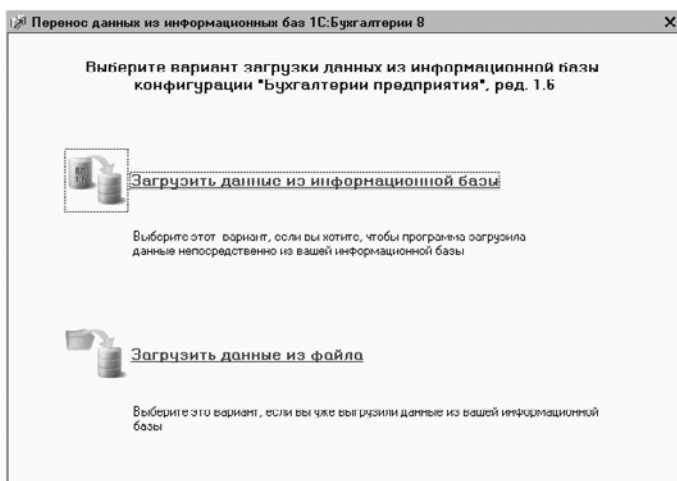 Перенос данных из информационных баз 1С:Бухгалтерии 8
Выберите вариант загрузки данных из информационной базы
конфигурации "Бухгалтерии предприятия", ред. 1.6
БП
1.6
Загрузить данные из информационной базы
Выберите этот вариант, если вы хотите, чтобы программа загрузила
данные непосредственно из вашей информационной базы
Загрузить данные из файла
Выберите это вариант, если вы уже выгрузили данные из вашей информационной
базы